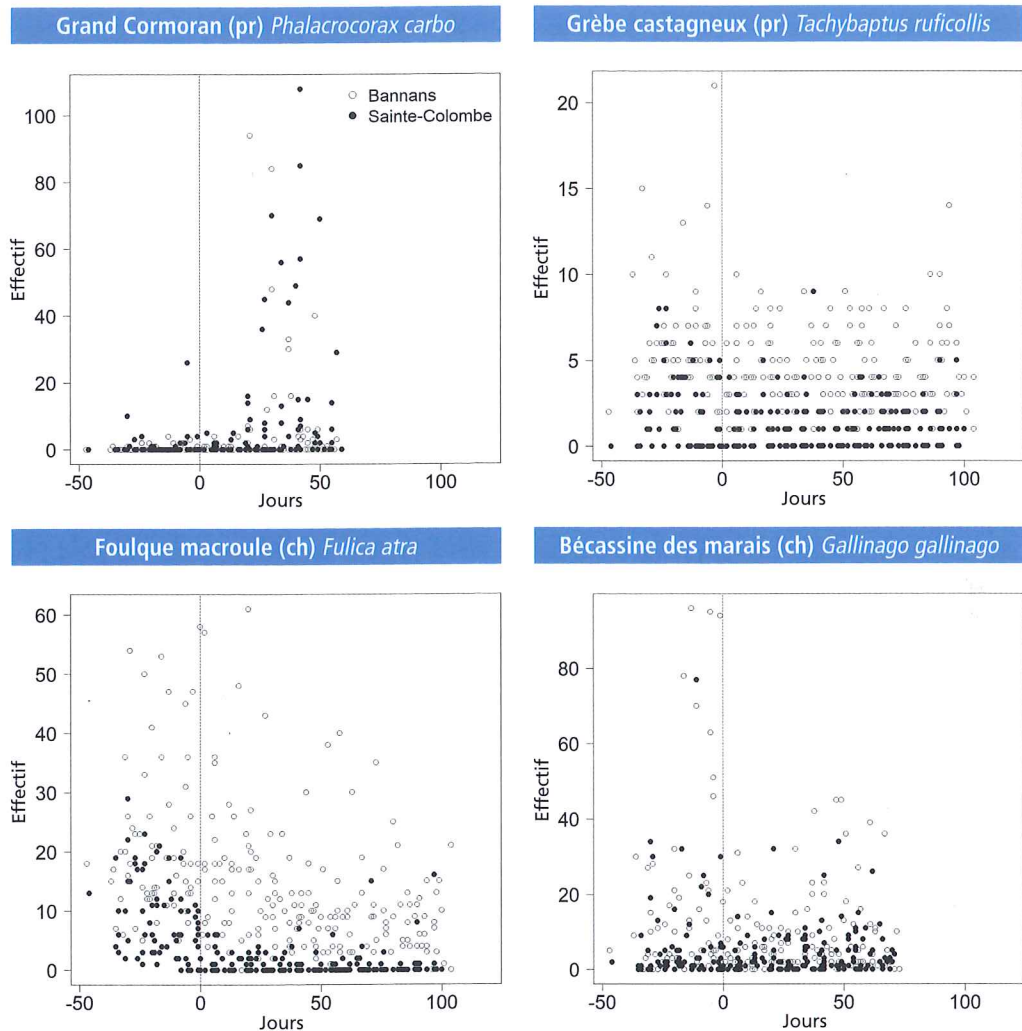 Grand Cormoran (pr) Phalacrocorax carbo
Effectif
100
80
60
40
20
0
Bannans
Sainte-Colombe
-50 0 50 100
Jours
Grèbe castagneux (pr) Tachybaptus ruficollis
Effectif
20
15
10
5
0
-50 0 50 100
Jours
Foulque macroule (ch) Fulica atra
Effectif
60
50
40
30
20
10
0
-50 0 50 100
Jours
Bécassine des marais (ch) Gallinago gallinago
Effectif
80
60
40
20
0
-50 0 50 100
Jours